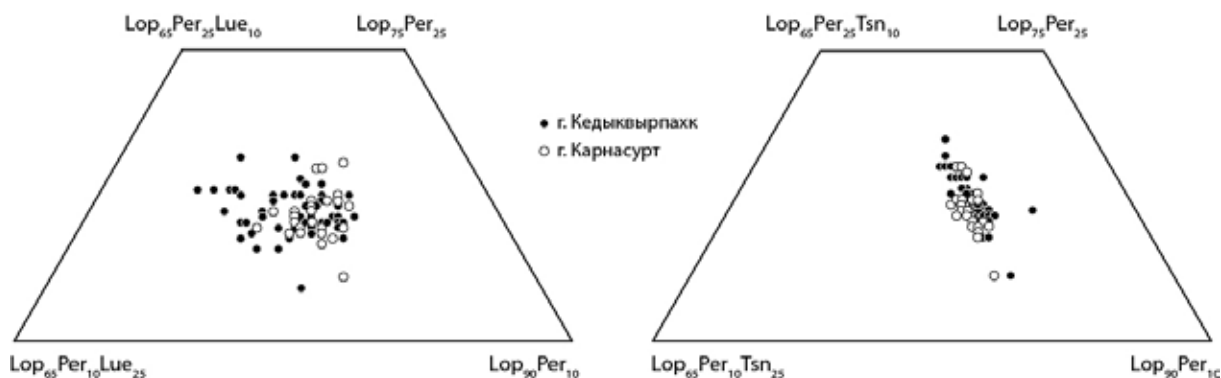 Lop₆₅Per₂₅Lue₁₀ Lop₇₅Per₂₅
Lop₆₅Per₂₅Tsn₁₀ Lop₇₅Per₂₅
г. Кедыквырпахк
г. Карнасурт
Lop₆₅Per₁₀Lue₂₅ Lop₉₀Per₁₀
Lop₆₅Per₁₀Tsn₂₅ Lop₉₀Per₁₀